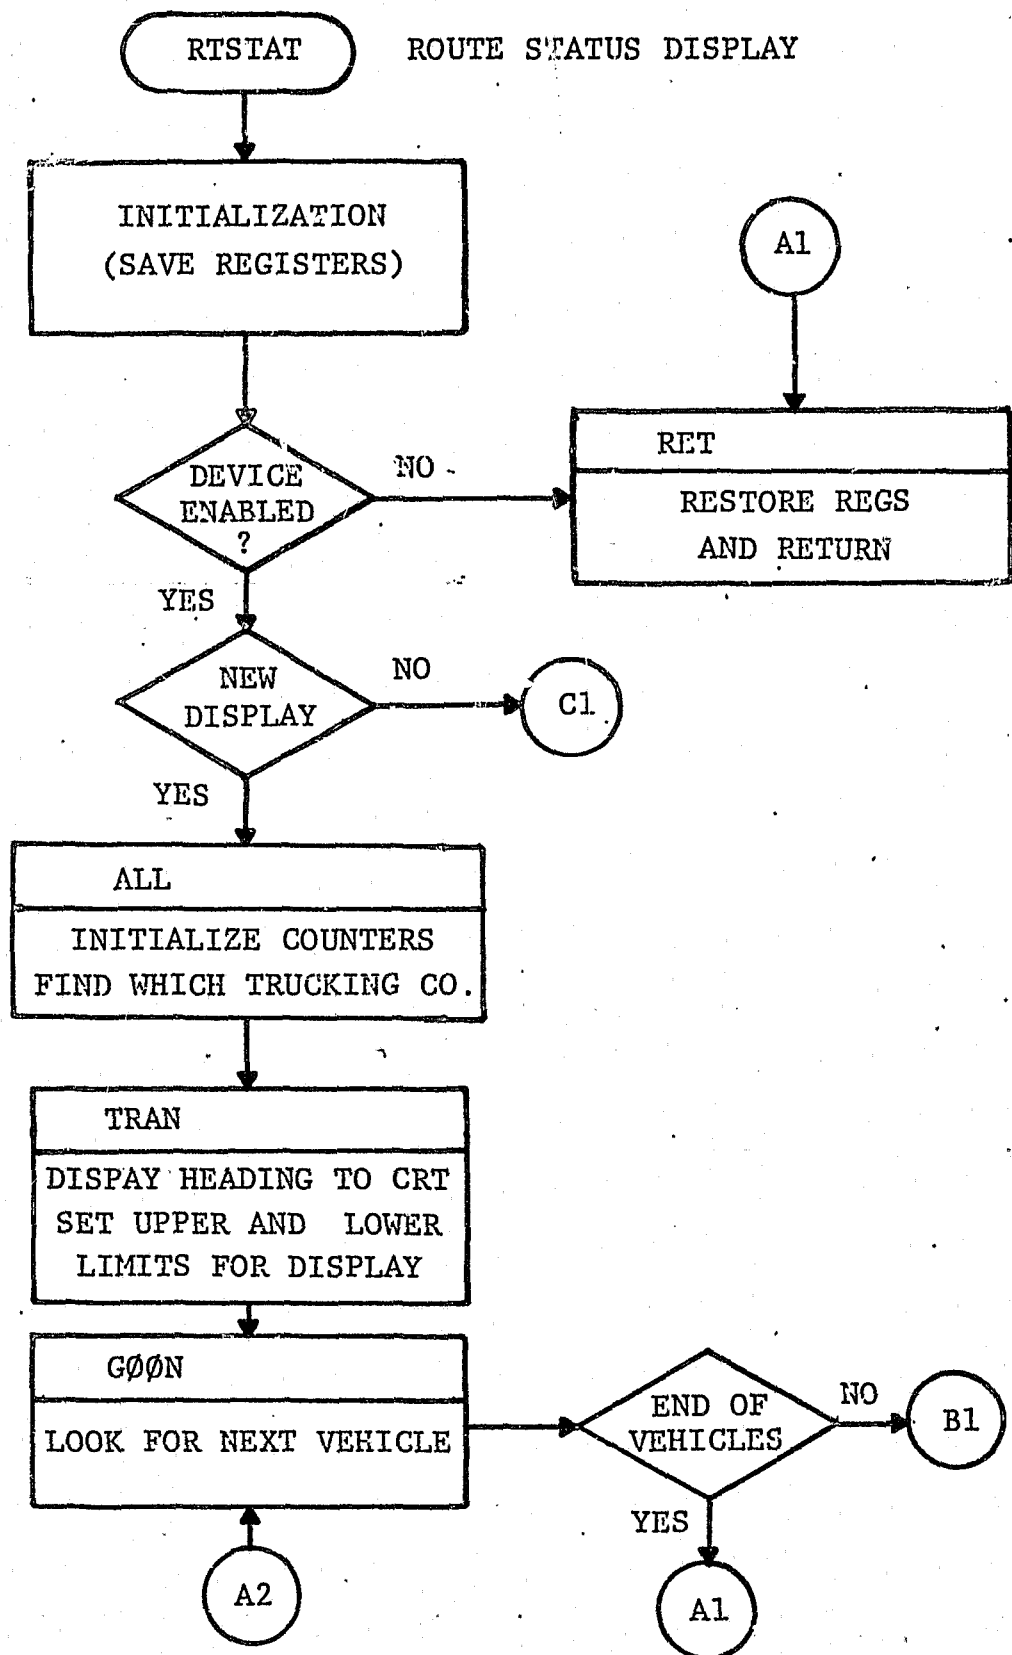 RTSTAT
ROUTE STATUS DISPLAY
INITIALIZATION
(SAVE REGISTERS)
A1
DEVICE
ENABLED
?
NO
YES
RET
RESTORE REGS
AND RETURN
NEW
DISPLAY
NO
C1
YES
ALL
INITIALIZE COUNTERS
FIND WHICH TRUCKING CO.
TRAN
DISPAY HEADING TO CRT
SET UPPER AND LOWER
LIMITS FOR DISPLAY
GØØN
LOOK FOR NEXT VEHICLE
END OF
VEHICLES
NO
B1
YES
A2
A1